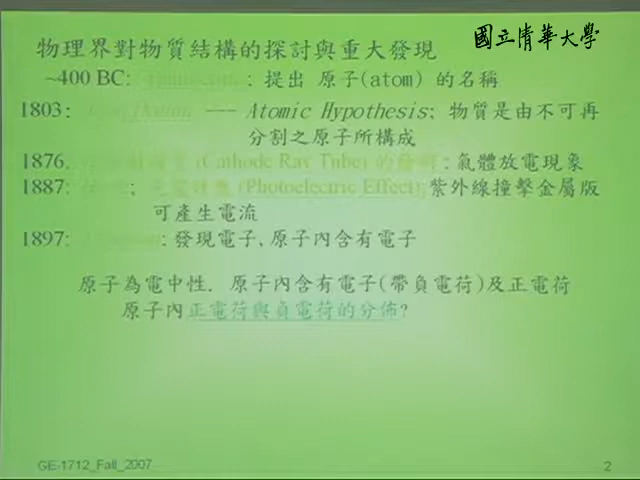 國立清華大學
物理界對物質結構的探討與重大發現
~400 BC: : 提出 原子(atom) 的名稱
1803: --- Atomic Hypothesis; 物質是由不可再
分割之原子所構成
1876, (Cathode Ray Tube) 的發明: 氣體放電現象
1887: ; 光電效應 (Photoelectric Effect); 紫外線撞擊金屬版
可產生電流
1897: : 發現電子, 原子內含有電子
原子為電中性. 原子內含有電子(帶負電荷)及正電荷
原子內正電荷與負電荷的分佈?
GE-1712_Fall_2007
2